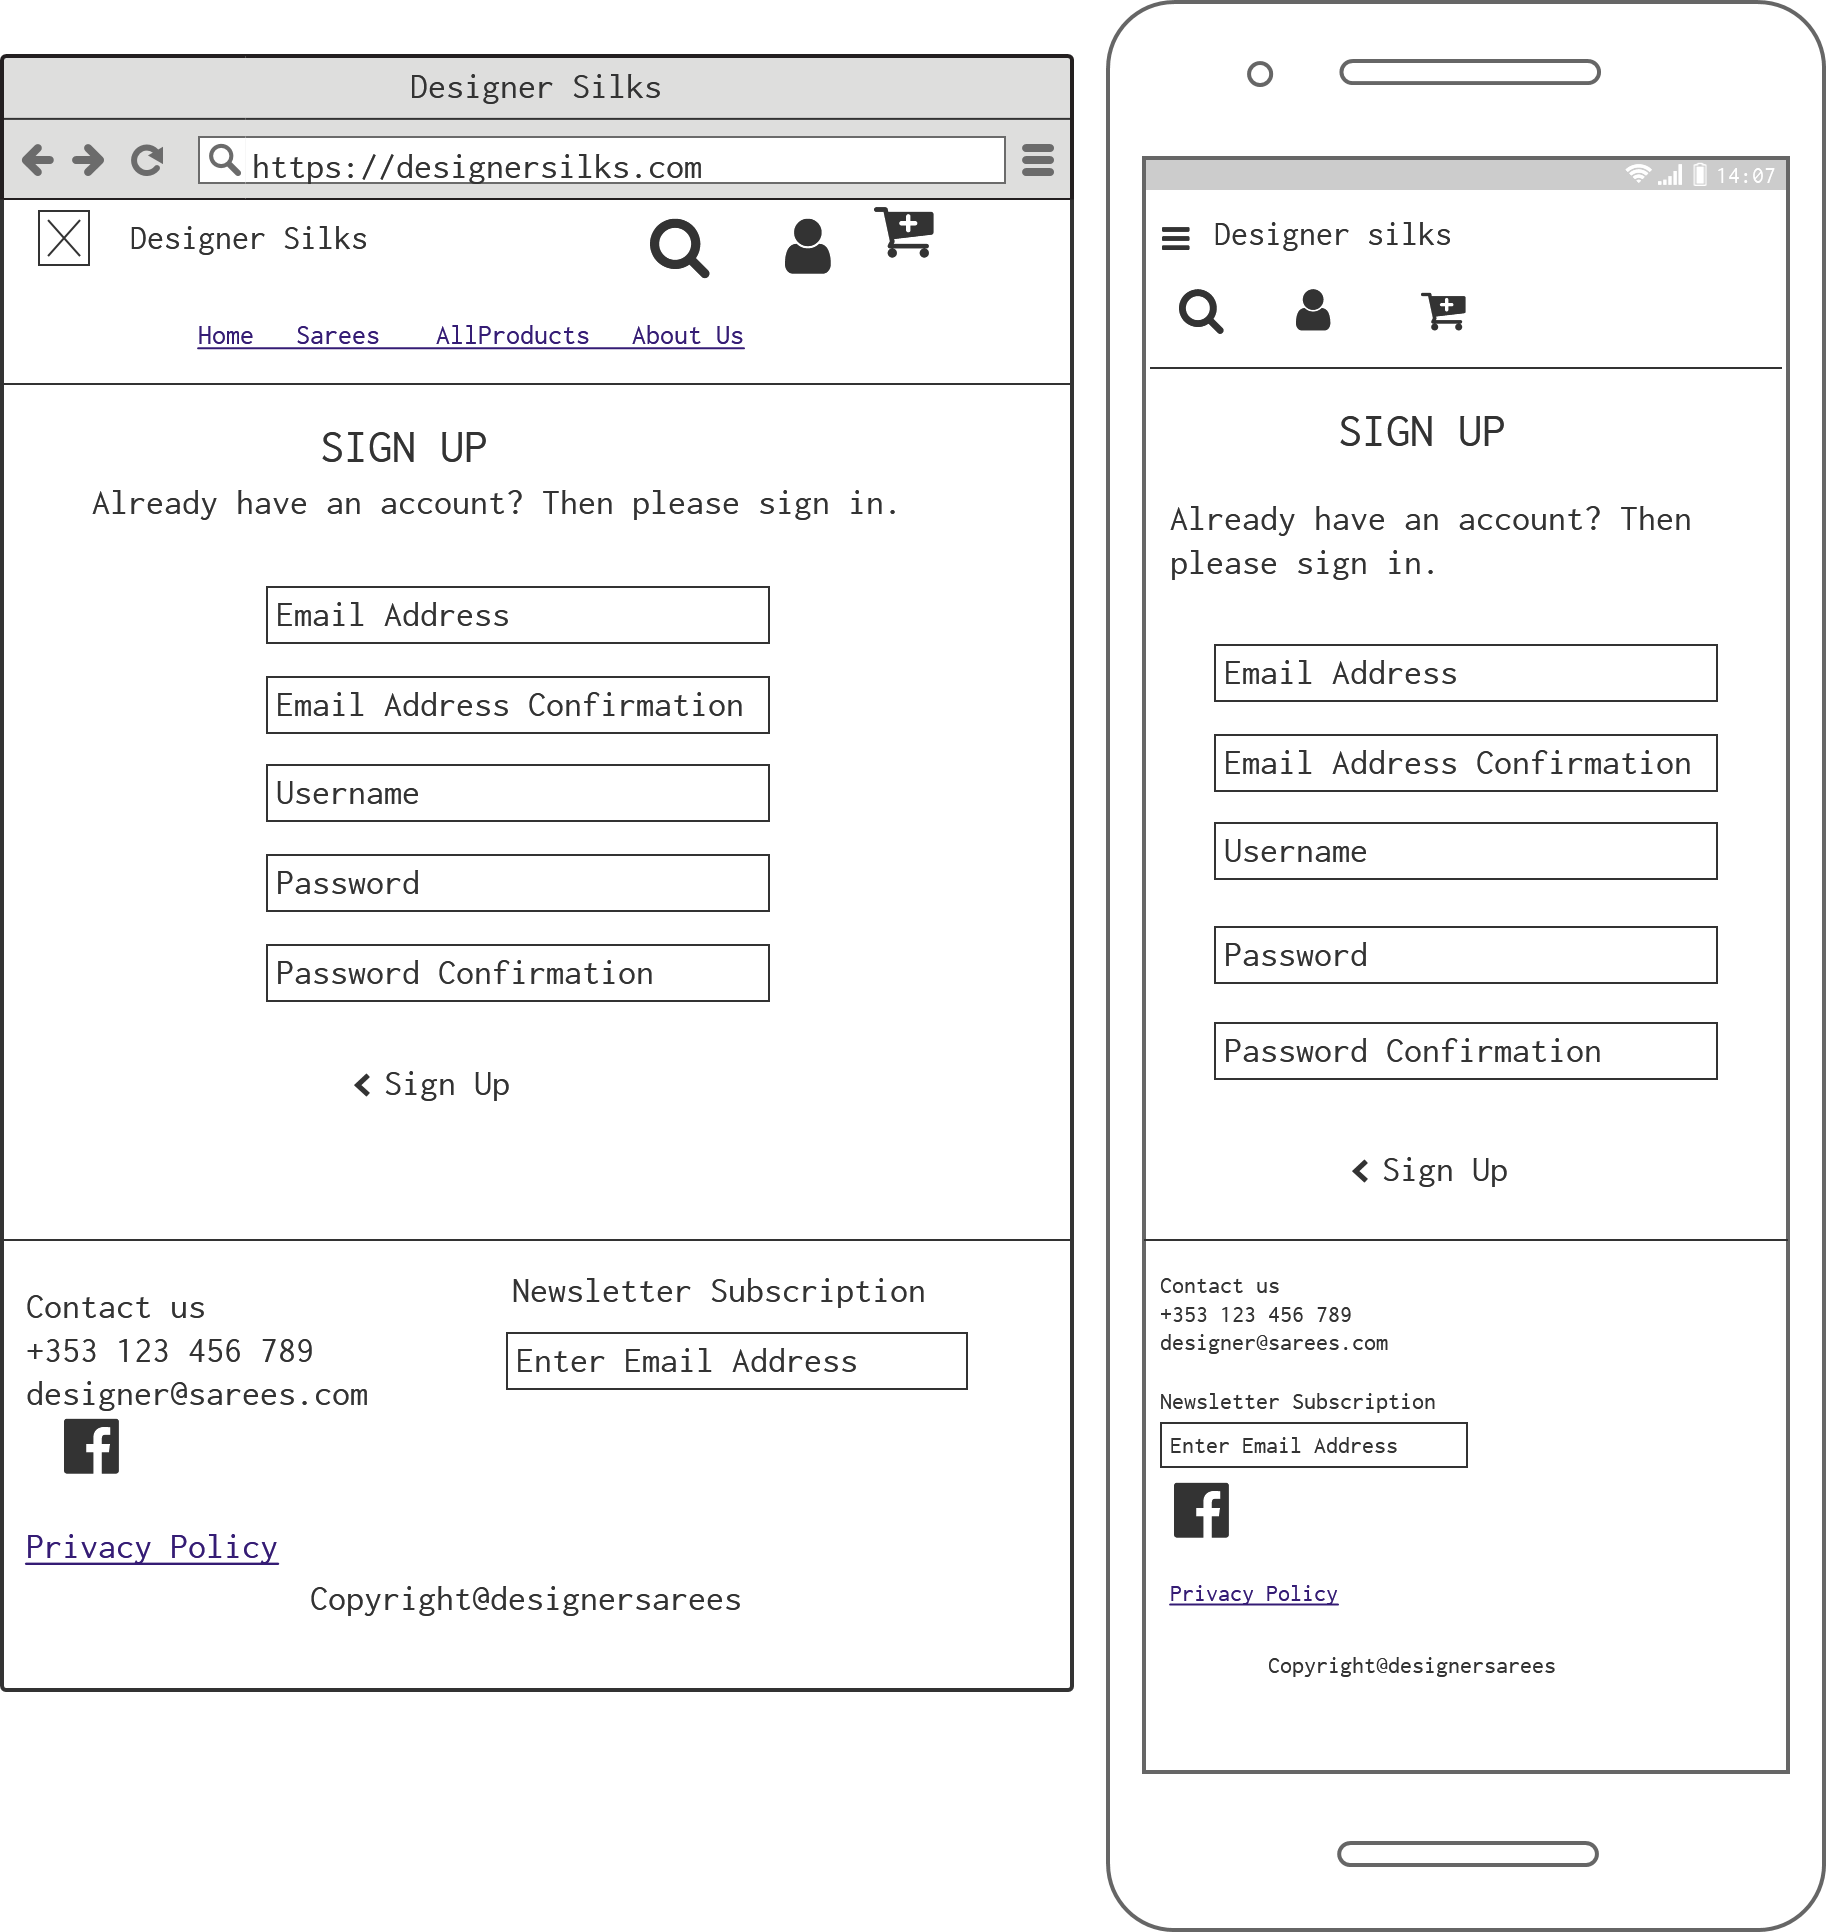 Designer Silks
https://designersilks.com
Designer Silks
Home Sarees AllProducts About Us
SIGN UP
Already have an account? Then please sign in.
Email Address
Email Address Confirmation
Username
Password
Password Confirmation
Sign Up
Contact us
+353 123 456 789
designer@sarees.com
Newsletter Subscription
Enter Email Address
Privacy Policy
Copyright@designersarees
14:07
Designer silks
SIGN UP
Already have an account? Then
please sign in.
Email Address
Email Address Confirmation
Username
Password
Password Confirmation
Sign Up
Contact us
+353 123 456 789
designer@sarees.com
Newsletter Subscription
Enter Email Address
Privacy Policy
Copyright@designersarees